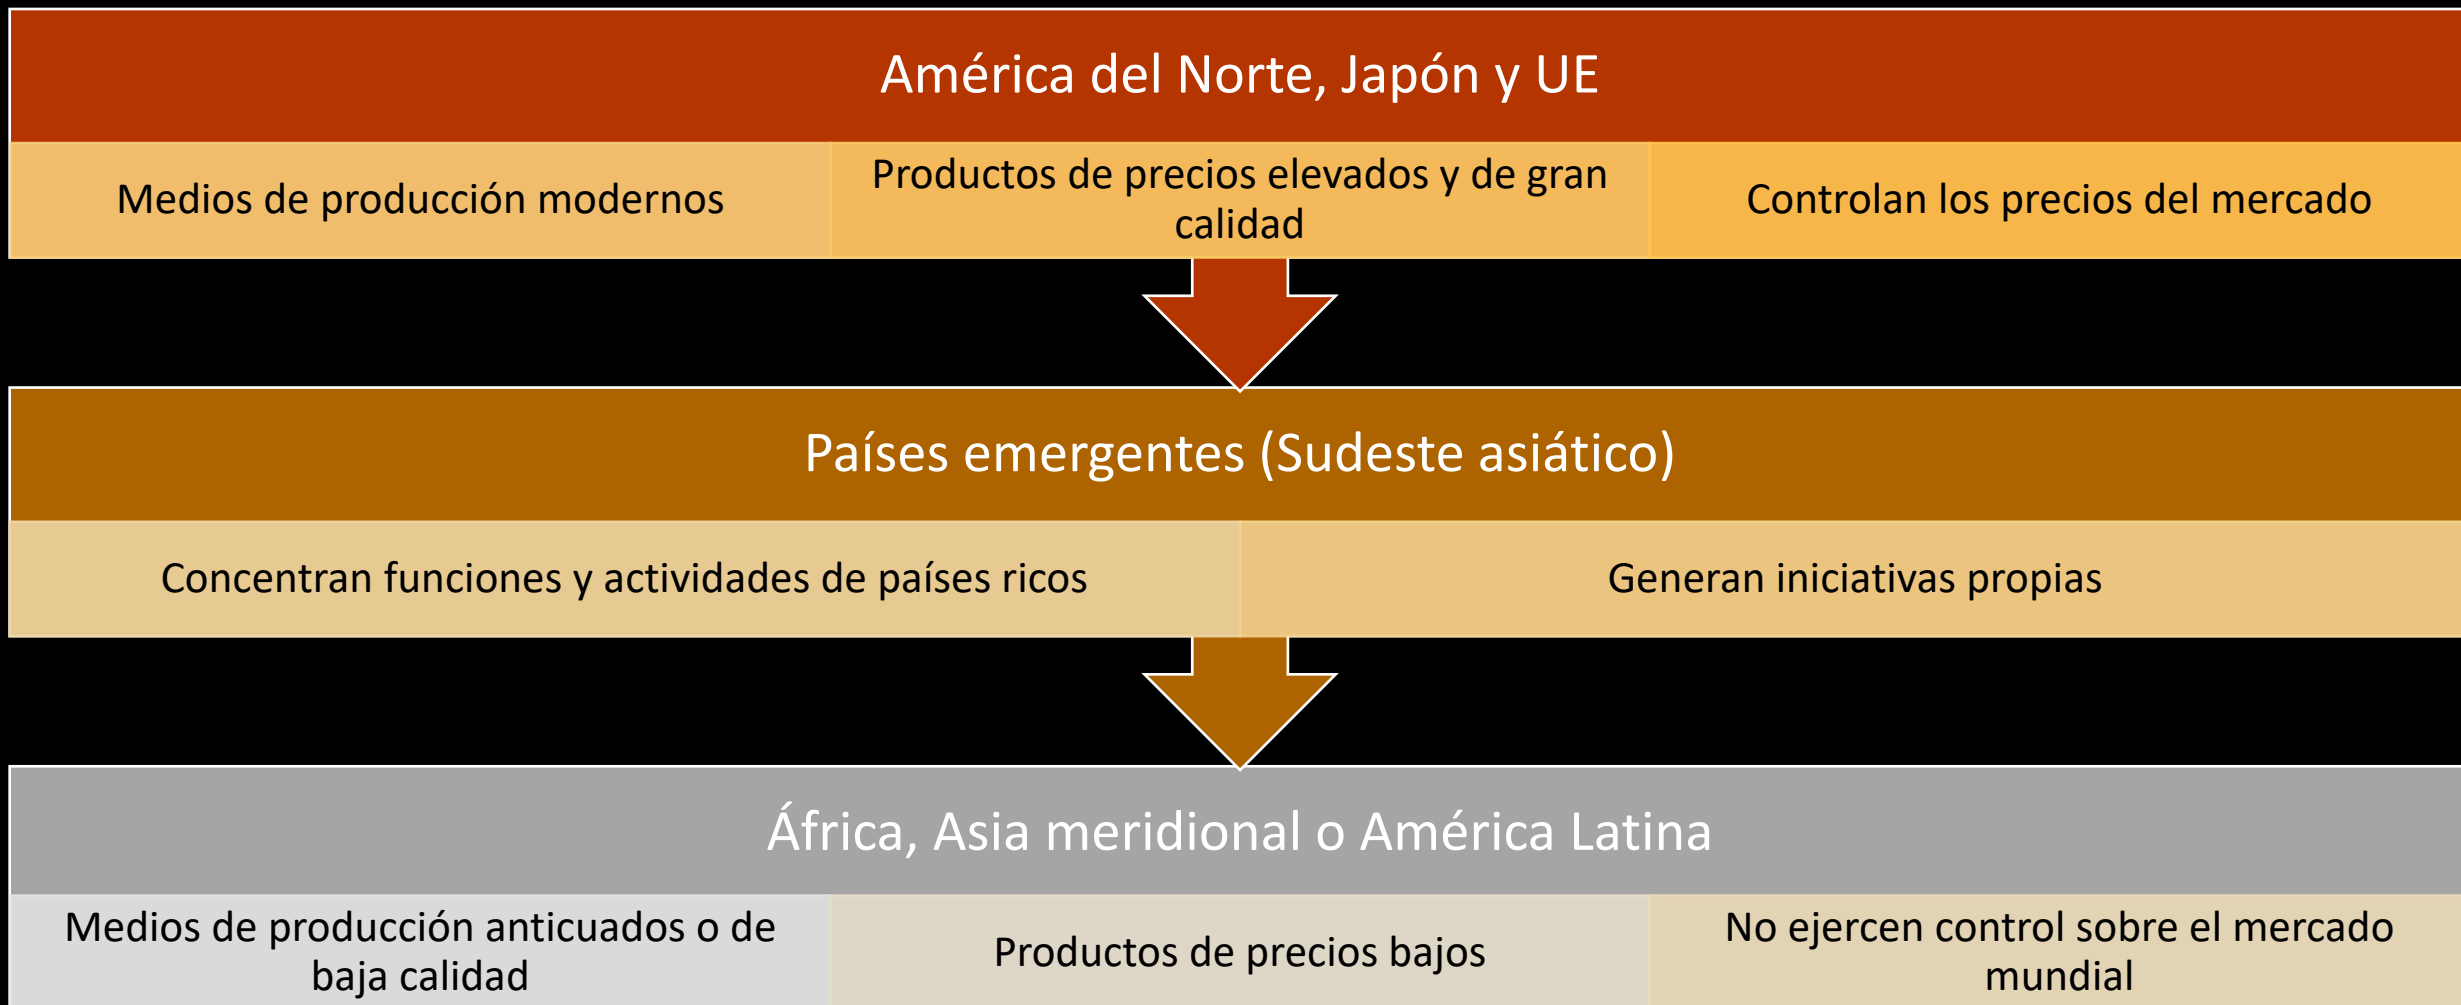 América del Norte, Japón y UE
Medios de producción modernos
Productos de precios elevados y de gran
calidad
Controlan los precios del mercado
Países emergentes (Sudeste asiático)
Concentran funciones y actividades de países ricos
Generan iniciativas propias
África, Asia meridional o América Latina
Medios de producción anticuados o de
baja calidad
Productos de precios bajos
No ejercen control sobre el mercado
mundial